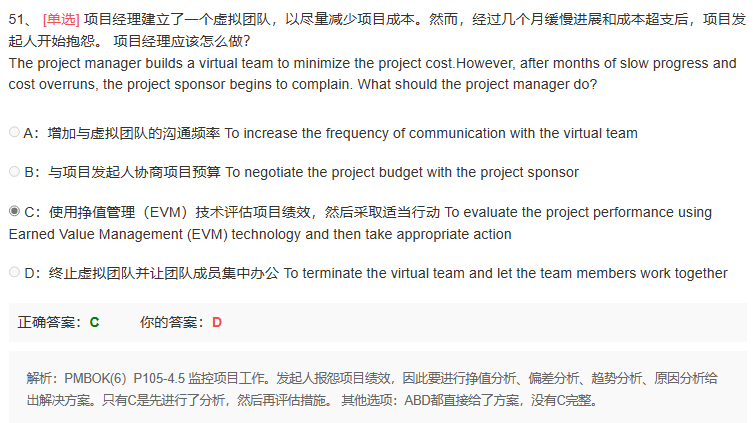 51、 [单选] 项目经理建立了一个虚拟团队，以尽量减少项目成本。然而，经过几个月缓慢进展和成本超支后，项目发
起人开始抱怨。 项目经理应该怎么做？
The project manager builds a virtual team to minimize the project cost.However, after months of slow progress and
cost overruns, the project sponsor begins to complain. What should the project manager do?
A：增加与虚拟团队的沟通频率 To increase the frequency of communication with the virtual team
B：与项目发起人协商项目预算 To negotiate the project budget with the project sponsor
C：使用挣值管理（EVM）技术评估项目绩效，然后采取适当行动 To evaluate the project performance using
Earned Value Management (EVM) technology and then take appropriate action
D：终止虚拟团队并让团队成员集中办公 To terminate the virtual team and let the team members work together
正确答案：C 你的答案：D
解析：PMBOK(6）P105-4.5 监控项目工作。发起人报怨项目绩效，因此要进行挣值分析、偏差分析、趋势分析、原因分析给
出解决方案。只有C是先进行了分析，然后再评估措施。 其他选项：ABD都直接给了方案，没有C完整。